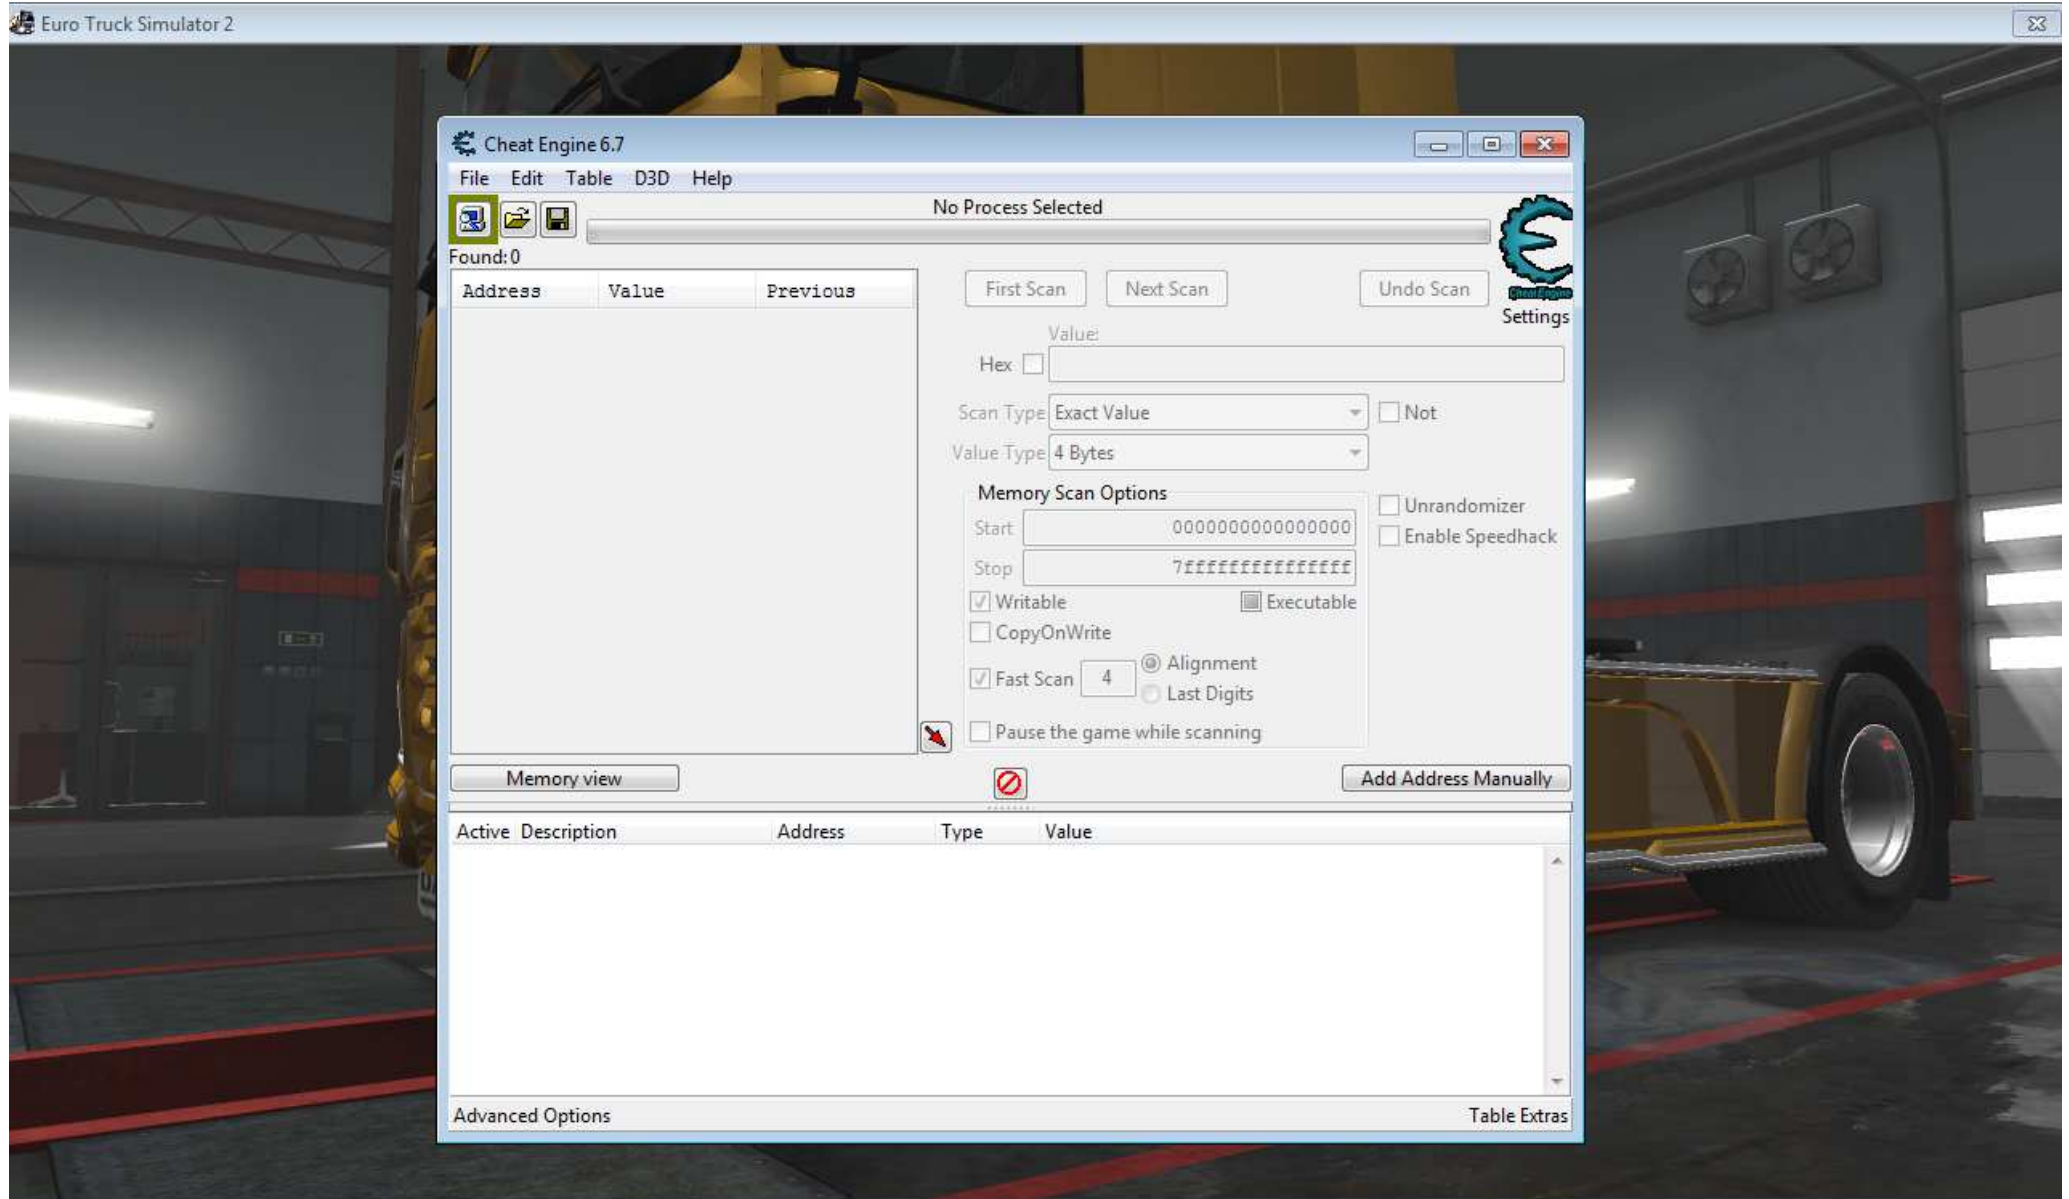 Euro Truck Simulator 2
Cheat Engine 6.7
File Edit Table D3D Help
No Process Selected
Found: 0
Address Value Previous
First Scan Next Scan Undo Scan
Cheat Engine
Settings
Value:
Hex
Scan Type Exact Value Not
Value Type 4 Bytes
Memory Scan Options
Unrandomizer
Start 0000000000000000
Enable Speedhack
Stop 7fffffffffffffff
Writable Executable
CopyOnWrite
Alignment
Fast Scan 4
Last Digits
Pause the game while scanning
Memory view Add Address Manually
Active Description Address Type Value
Advanced Options Table Extras